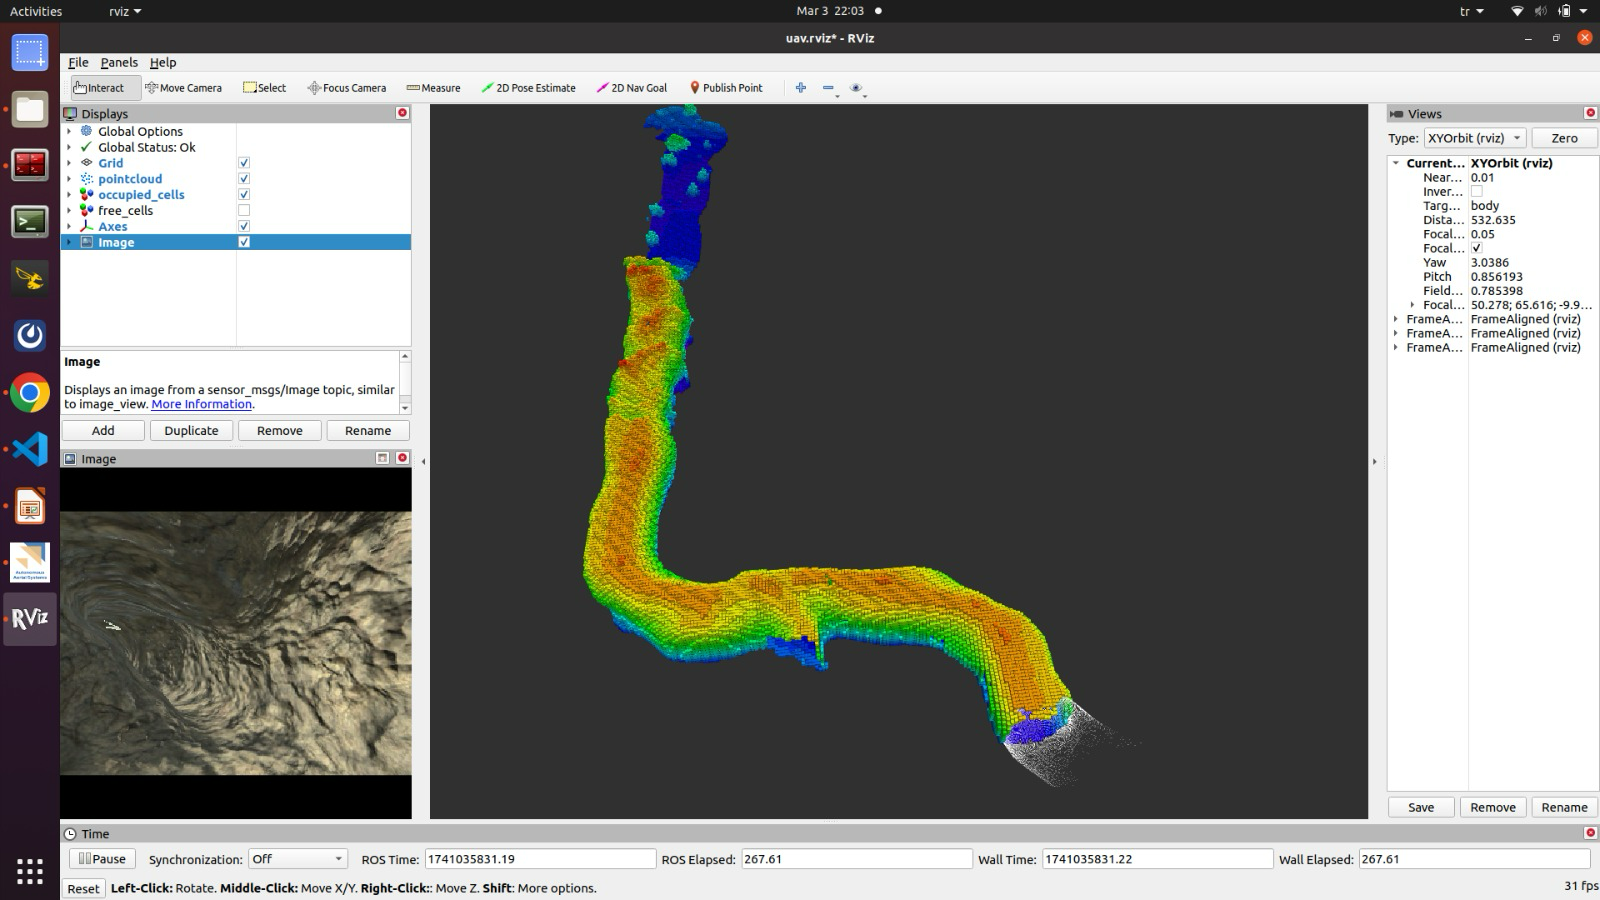 Activities rviz Mar 3 22:03 tr
uav.rviz* - RViz
File Panels Help
Interact Move Camera Select Focus Camera Measure 2D Pose Estimate 2D Nav Goal Publish Point
Displays
Global Options
Global Status: Ok
Grid
pointcloud
occupied_cells
free_cells
Axes
Image
Image
Displays an image from a sensor_msgs/Image topic, similar
to image_view. More Information.
Add Duplicate Remove Rename
Image
Views
Type: XYOrbit (rviz) Zero
Current... XYOrbit (rviz)
Near... 0.01
Inver...
Targ... body
Dista... 532.635
Focal... 0.05
Focal...
Yaw 3.0386
Pitch 0.856193
Field... 0.785398
Focal... 50.278; 65.616; -9.9...
FrameA... FrameAligned (rviz)
FrameA... FrameAligned (rviz)
FrameA... FrameAligned (rviz)
Save Remove Rename
RViz
Time
Pause Synchronization: Off ROS Time: 1741035831.19 ROS Elapsed: 267.61 Wall Time: 1741035831.22 Wall Elapsed: 267.61
Reset Left-Click: Rotate. Middle-Click: Move X/Y. Right-Click:: Move Z. Shift: More options. 31 fps